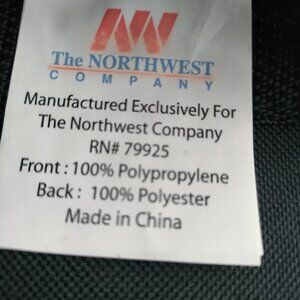 The NORTHWEST
COMPANY
Manufactured Exclusively For
The Northwest Company
RN# 79925
Front : 100% Polypropylene
Back : 100% Polyester
Made in China